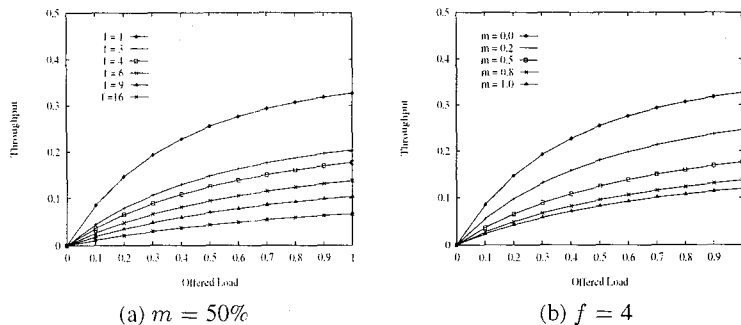 0.5
0.4
0.3
0.2
0.1
0
Throughput
f = 1
f = 3
f = 4
f = 6
f = 9
f =16
0 0.1 0.2 0.3 0.4 0.5 0.6 0.7 0.8 0.9 1
Offered Load
(a) m = 50%
0.5
0.4
0.3
0.2
0.1
0
Throughput
m = 0.0
m = 0.2
m = 0.5
m = 0.8
m = 1.0
0 0.1 0.2 0.3 0.4 0.5 0.6 0.7 0.8 0.9
Offered Load
(b) f = 4